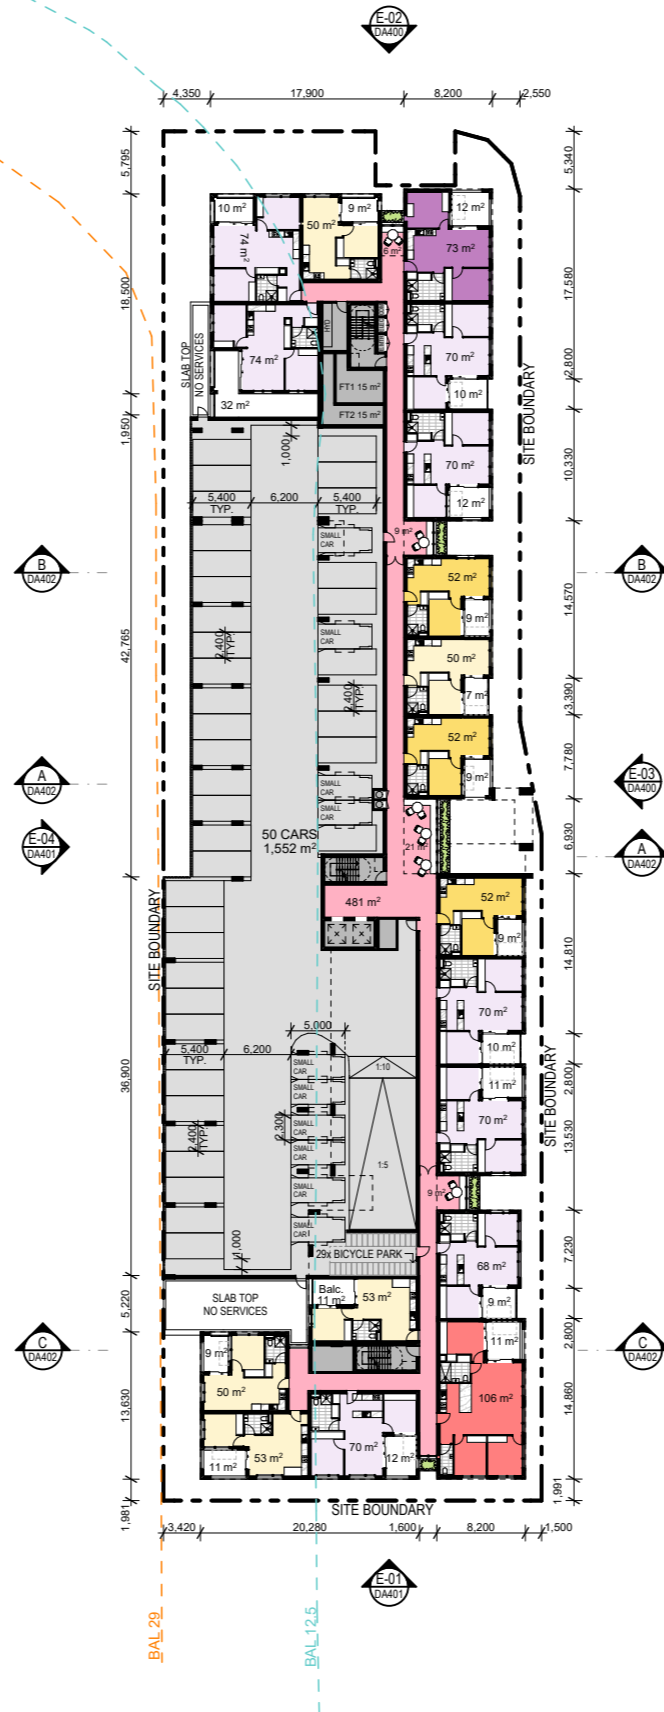 E-02
DA400
4,350
17,900
8,200
2,550
5,795
5,340
10 m²
50 m²
9 m²
12 m²
74 m²
6 m²
73 m²
18,500
17,580
SLAB TOP
NO SERVICES
74 m²
70 m²
FT1 15 m²
2,800
32 m²
FT2 15 m²
10 m²
SITE BOUNDARY
1,950
1,000
70 m²
10,330
5,400
TYP.
6,200
5,400
TYP.
12 m²
SMALL
CAR
9 m²
B
DA402
B
DA402
52 m²
14,570
9 m²
42,765
2,400
TYP.
SMALL
CAR
50 m²
2,400
TYP.
7 m²
3,390
52 m²
7,780
A
DA402
SMALL
CAR
9 m²
E-03
DA400
SMALL
CAR
50 CARS
1,552 m²
E-04
DA401
21 m²
6,930
A
DA402
481 m²
52 m²
SITE BOUNDARY
9 m²
14,810
70 m²
5,000
5,400
TYP.
6,200
10 m²
36,900
SMALL
CAR
1:10
11 m²
2,800
SITE BOUNDARY
SMALL
CAR
SMALL
CAR
2,300
70 m²
13,530
2,400
TYP.
SMALL
CAR
1:5
SMALL
CAR
9 m²
SMALL
CAR
1,000
29x BICYCLE PARK
68 m²
7,230
5,220
SLAB TOP
NO SERVICES
Balc.
11 m²
53 m²
9 m²
2,800
C
DA402
C
DA402
9 m²
11 m²
50 m²
106 m²
13,630
14,860
53 m²
70 m²
11 m²
12 m²
1,981
1,991
SITE BOUNDARY
3,420
20,280
1,600
8,200
1,500
E-01
DA401
BAL 29
BAL 12.5